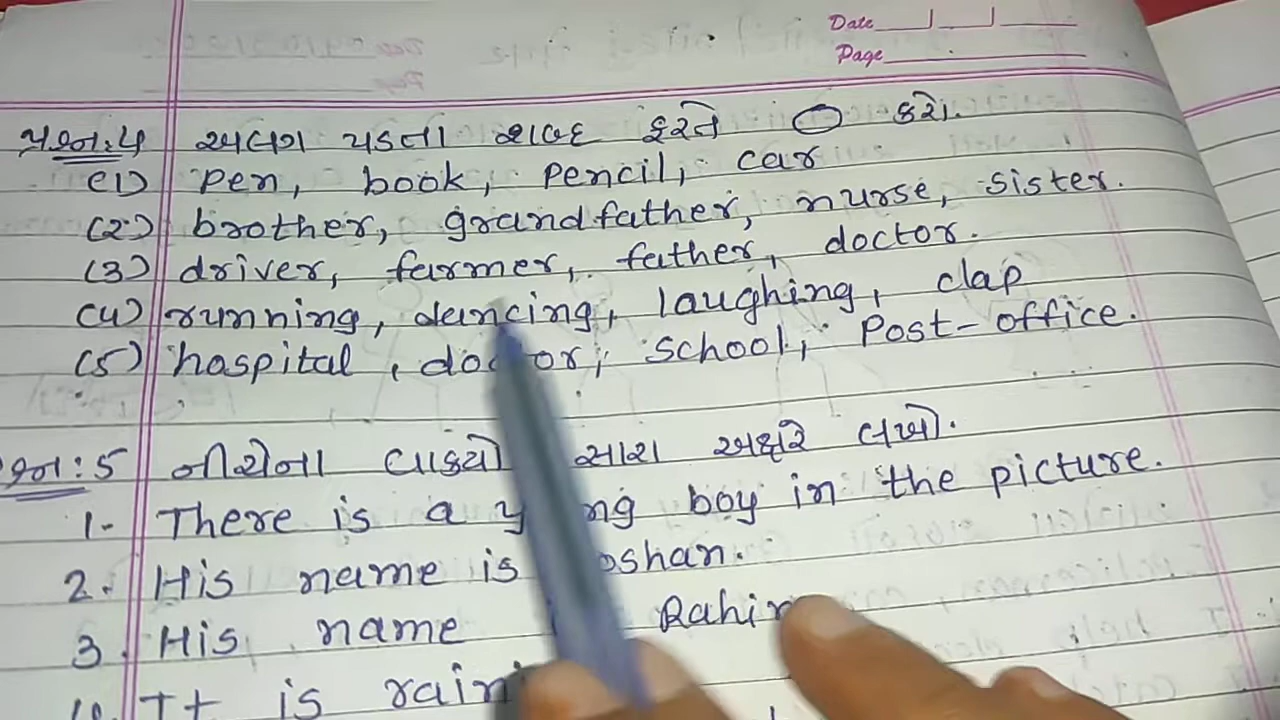 Date
Page
પ્રશ્ન:૪ અલગ પડતા શબ્દ ફરતે કરો.
(1) Pen, book, Pencil, car
(2) brother, grandfather, nurse, sister.
(3) driver, farmer, father, doctor.
(4) running, dancing, laughing, clap
(5) hospital, doctor, school, Post-office.
પ્રશ્ન:5 નીચેના વાક્યો સારા અક્ષરે લખો.
1. There is a young boy in the picture.
2. His name is
3. His name
It is